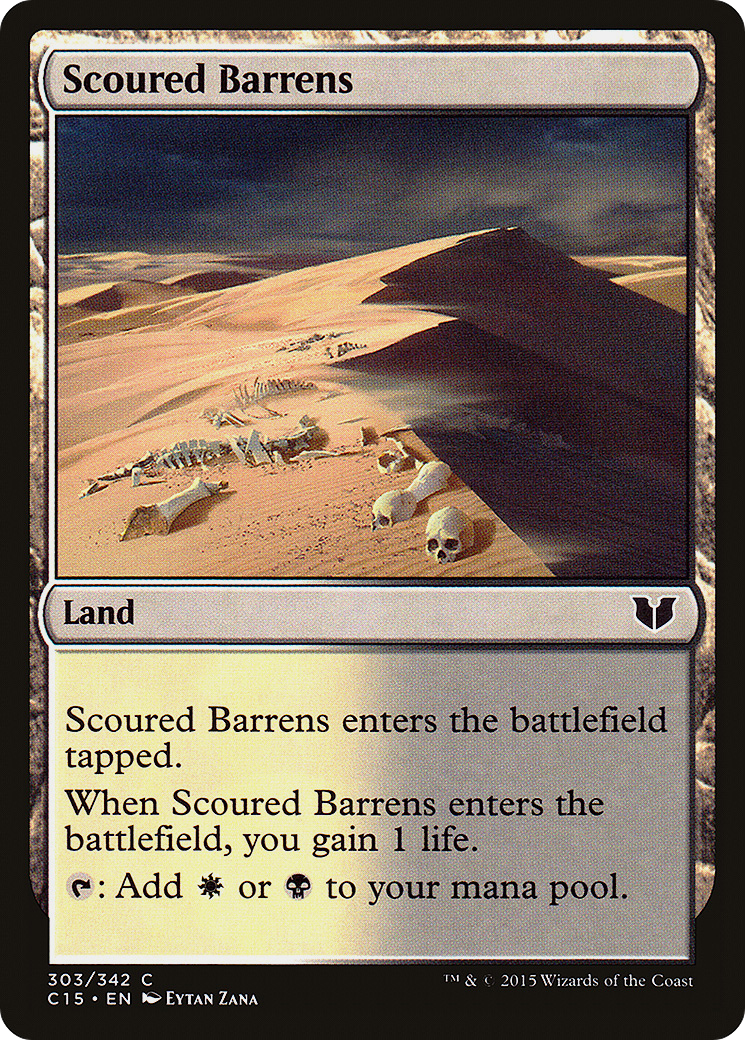 Scoured Barrens
Land
Scoured Barrens enters the battlefield
tapped.
When Scoured Barrens enters the
battlefield, you gain 1 life.
: Add or to your mana pool.
303/342 C
C15 • EN Eytan Zana
™ & © 2015 Wizards of the Coast